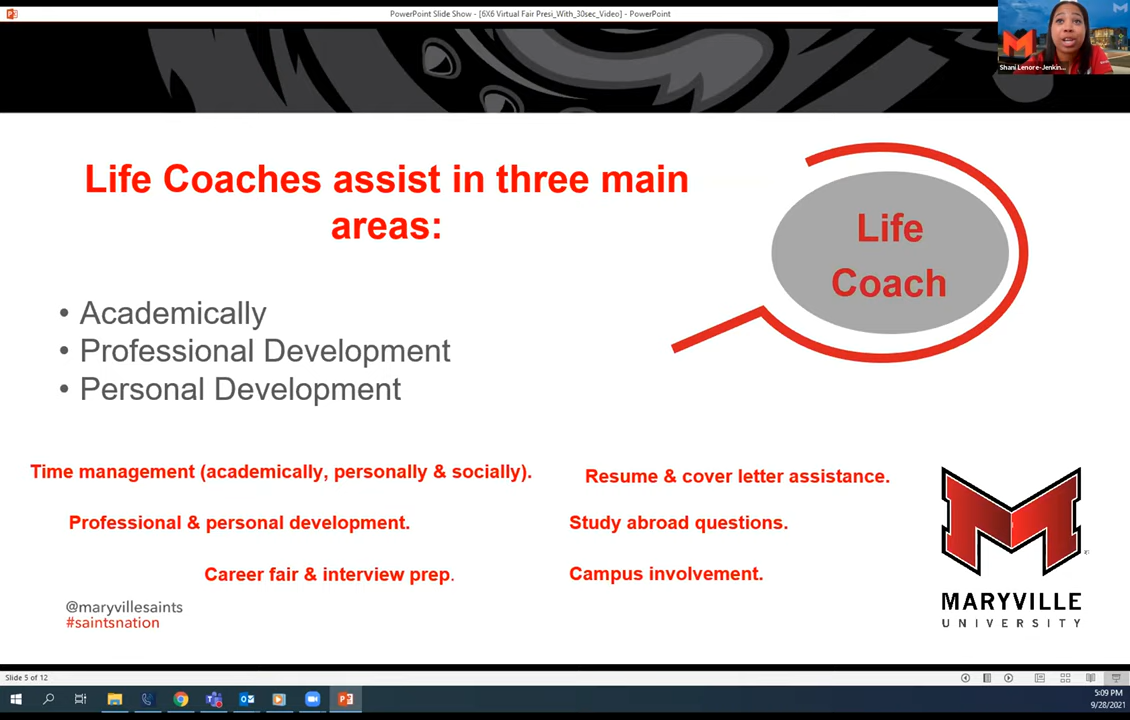 PowerPoint Slide Show - [6X6 Virtual Fair Presi_With_30sec_Video] - PowerPoint
Shani Lenore-Jenkin...
Life Coaches assist in three main
areas:
Life
Coach
• Academically
• Professional Development
• Personal Development
Time management (academically, personally & socially).
Resume & cover letter assistance.
Professional & personal development.
Study abroad questions.
Career fair & interview prep.
Campus involvement.
@maryvillesaints
#saintsnation
MARYVILLE
UNIVERSITY
Slide 5 of 12
5:09 PM
9/28/2021